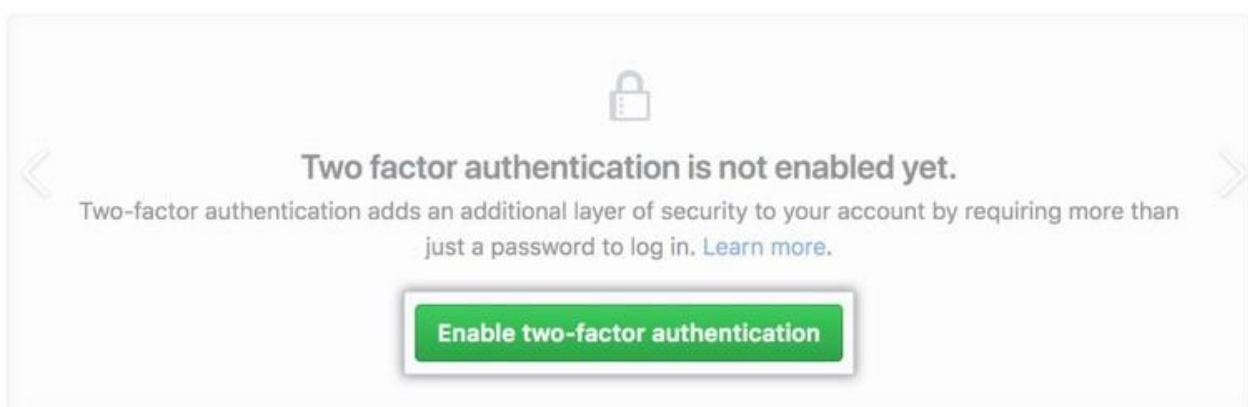 Two factor authentication is not enabled yet.
Two-factor authentication adds an additional layer of security to your account by requiring more than
just a password to log in. Learn more.
Enable two-factor authentication